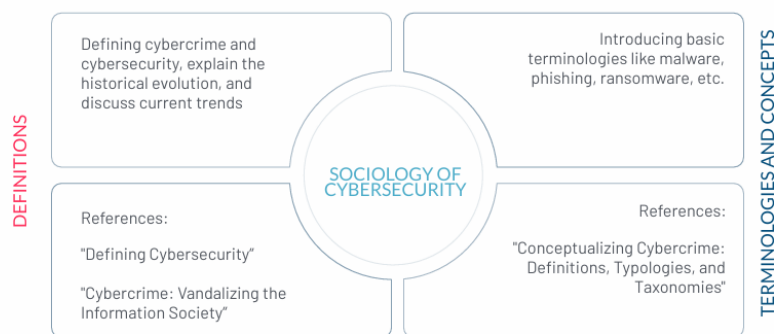 DEFINITIONS
Defining cybercrime and
cybersecurity, explain the
historical evolution, and
discuss current trends
Introducing basic
terminologies like malware,
phishing, ransomware, etc.
TERMINOLOGIES AND CONCEPTS
SOCIOLOGY OF
CYBERSECURITY
References:
"Defining Cybersecurity"
"Cybercrime: Vandalizing the
Information Society"
References:
"Conceptualizing Cybercrime:
Definitions, Typologies, and
Taxonomies"